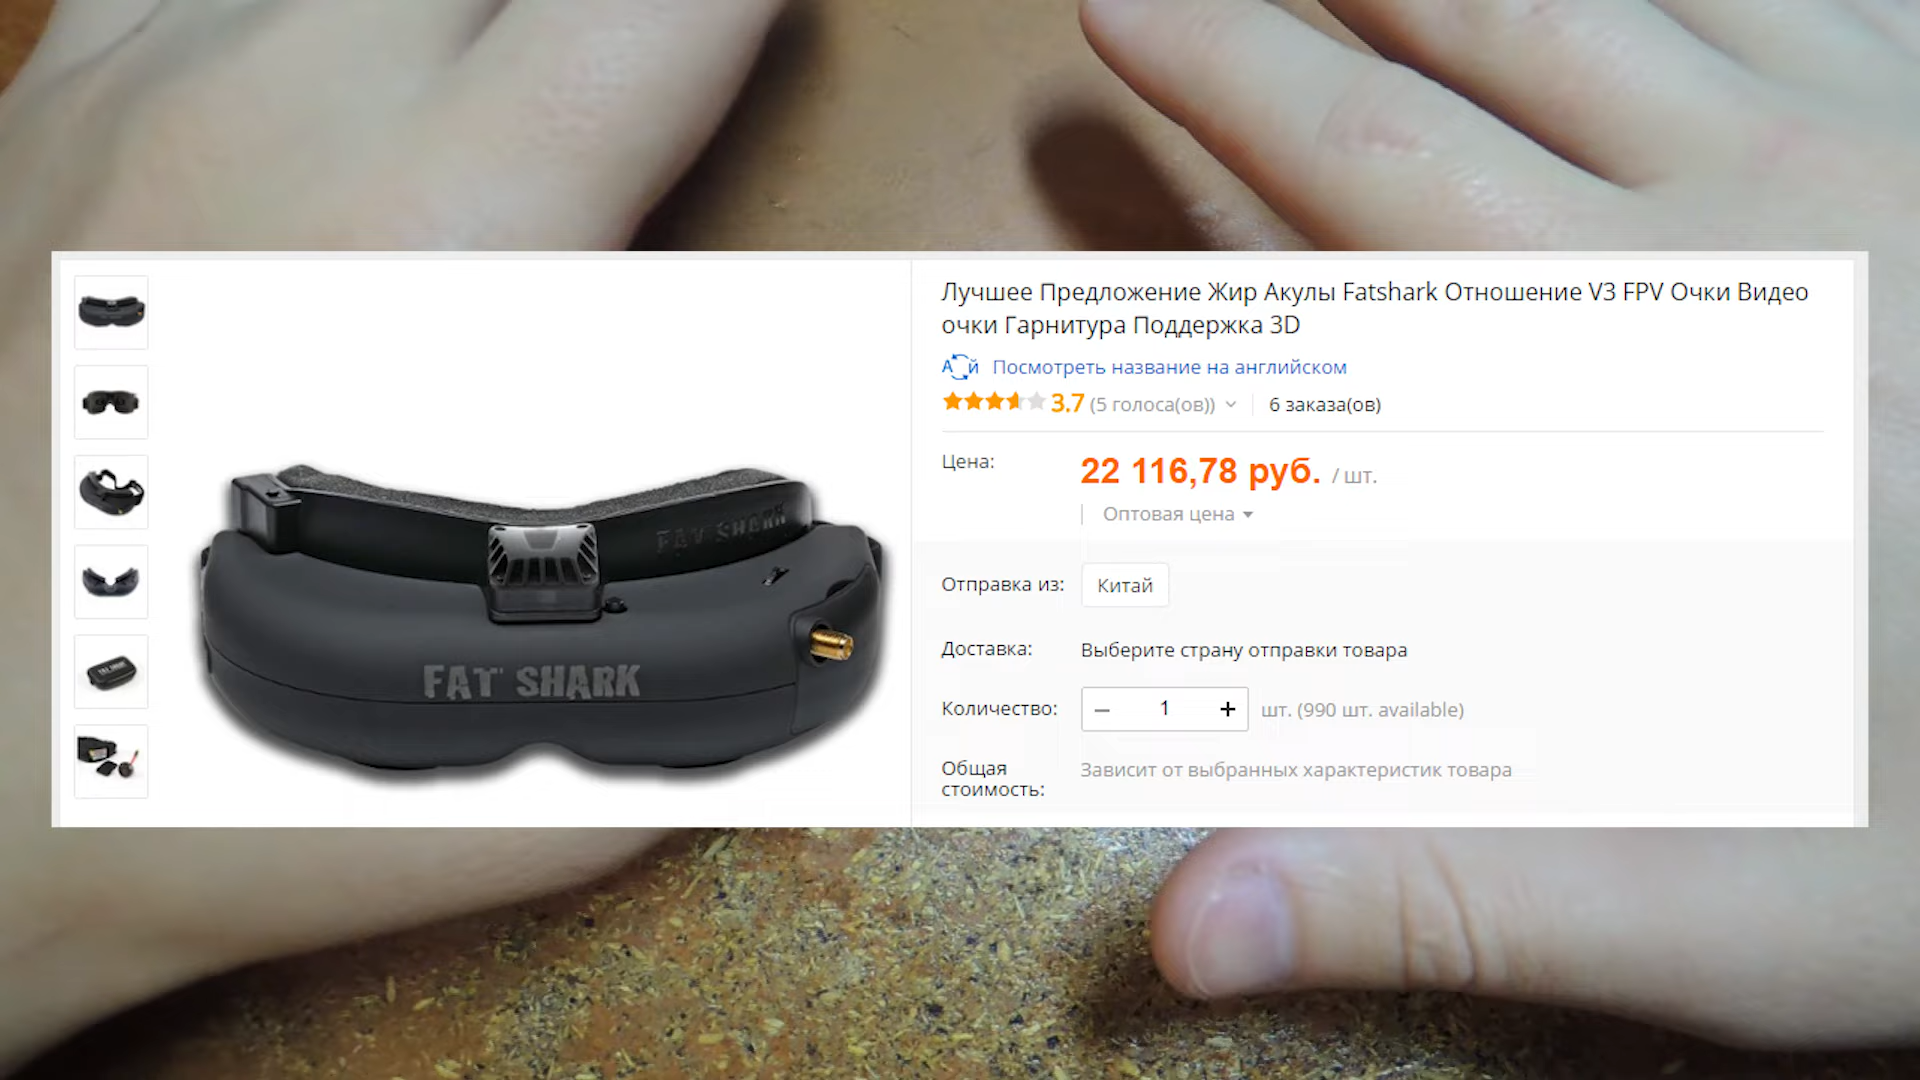 Лучшее Предложение Жир Акулы Fatshark Отношение V3 FPV Очки Видео
очки Гарнитура Поддержка 3D
Посмотреть название на английском
3.7 (5 голоса(ов)) 6 заказа(ов)
Цена: 22 116,78 руб. / шт.
Оптовая цена
Отправка из: Китай
Доставка: Выберите страну отправки товара
Количество: − 1 + шт. (990 шт. available)
Общая
стоимость: Зависит от выбранных характеристик товара
FAT SHARK
FAT SHARK